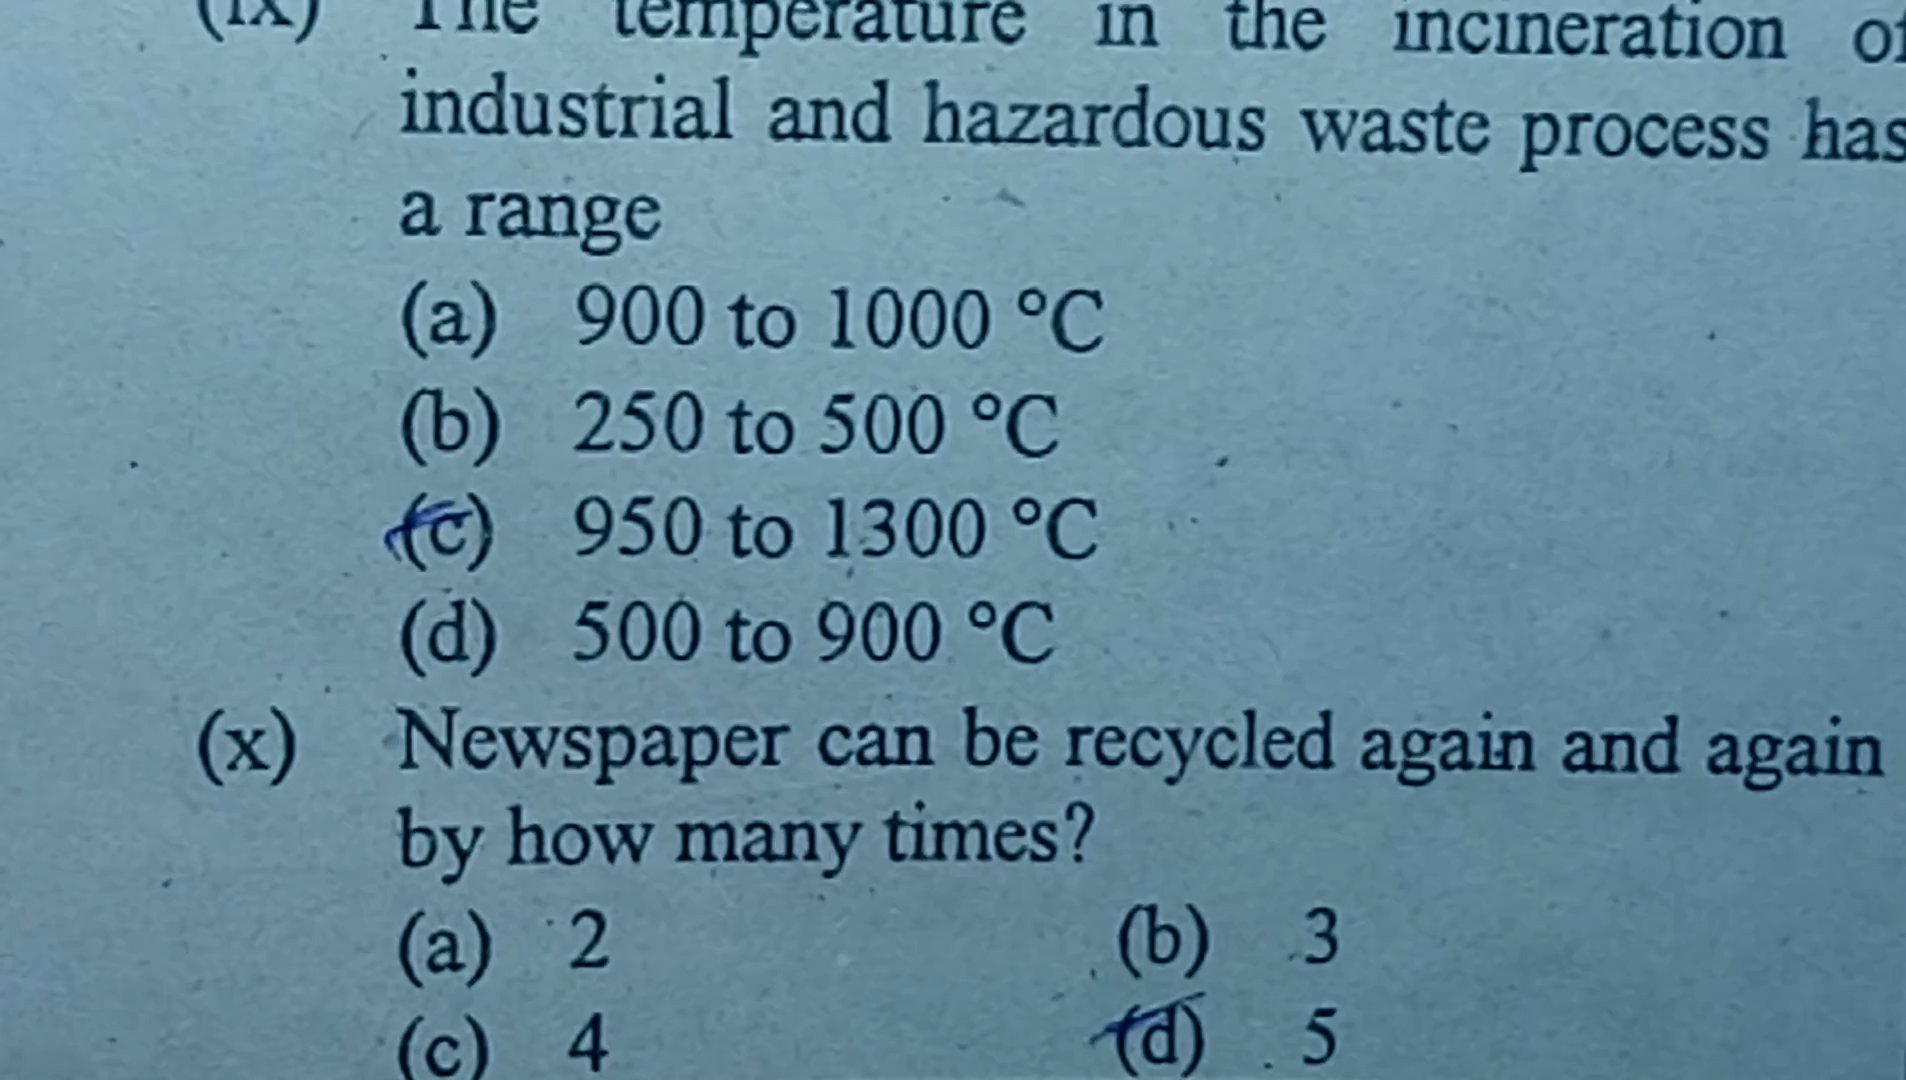 (ix) The temperature in the incineration of
industrial and hazardous waste process has
a range
(a) 900 to 1000 °C
(b) 250 to 500 °C
(c) 950 to 1300 °C
(d) 500 to 900 °C
(x) Newspaper can be recycled again and again
by how many times?
(a) 2 (b) 3
(c) 4 (d) 5